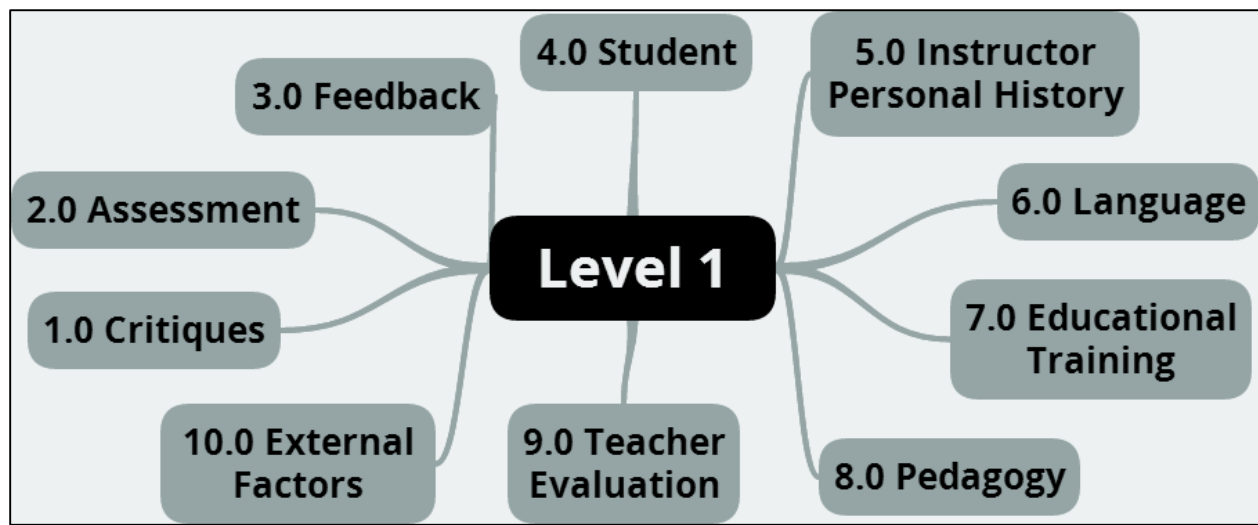 4.0 Student
5.0 Instructor
Personal History
3.0 Feedback
6.0 Language
2.0 Assessment
Level 1
7.0 Educational
Training
1.0 Critiques
10.0 External
Factors
9.0 Teacher
Evaluation
8.0 Pedagogy